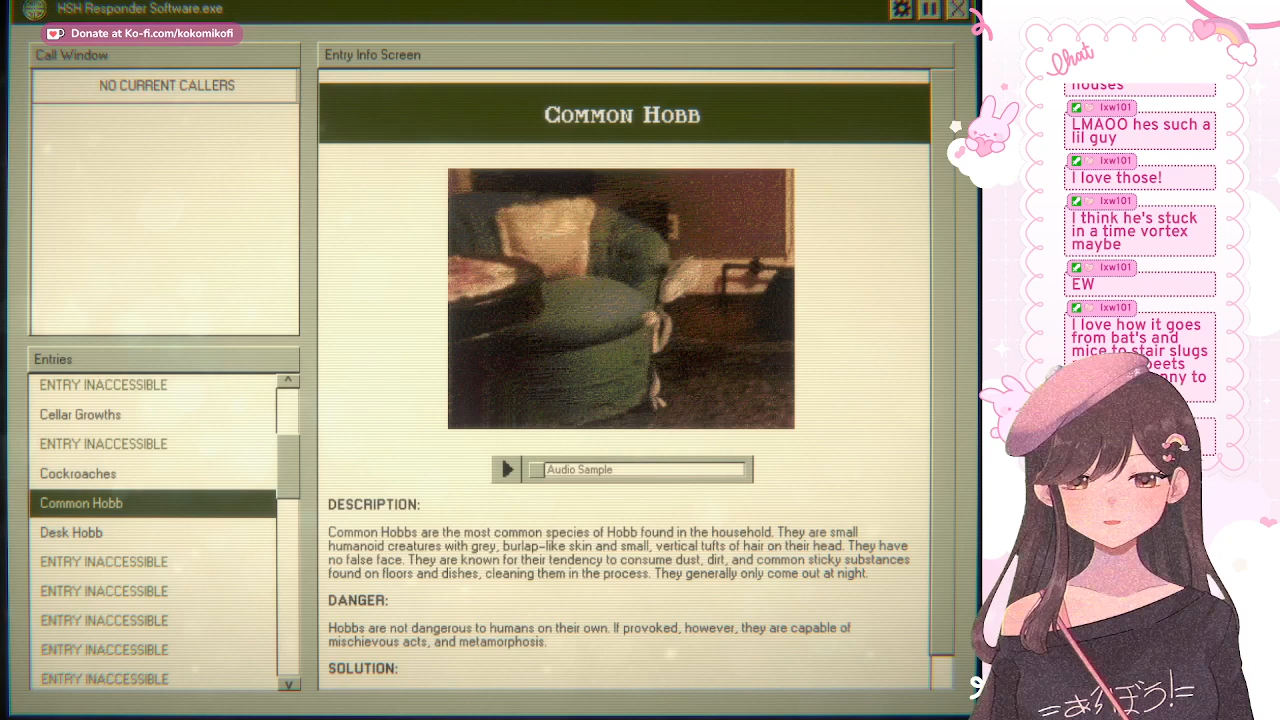 HSH Responder Software.exe
Donate at Ko-fi.com/kokomikofi
Call Window
NO CURRENT CALLERS
Entries
ENTRY INACCESSIBLE
Cellar Growths
ENTRY INACCESSIBLE
Cockroaches
Common Hobb
Desk Hobb
ENTRY INACCESSIBLE
ENTRY INACCESSIBLE
ENTRY INACCESSIBLE
ENTRY INACCESSIBLE
ENTRY INACCESSIBLE
Entry Info Screen
Common Hobb
Audio Sample
DESCRIPTION:
Common Hobbs are the most common species of Hobb found in the household. They are small
humanoid creatures with grey, burlap-like skin and small, vertical tufts of hair on their head. They have
no false face. They are known for their tendency to consume dust, dirt, and common sticky substances
found on floors and dishes, cleaning them in the process. They generally only come out at night.
DANGER:
Hobbs are not dangerous to humans on their own. If provoked, however, they are capable of
mischievous acts, and metamorphosis.
SOLUTION:
Chat
houses
lxw101
LMAOO hes such a
lil guy
lxw101
I love those!
lxw101
I think he's stuck
in a time vortex
maybe
lxw101
EW
lxw101
I love how it goes
from bat's and
mice to stair slugs